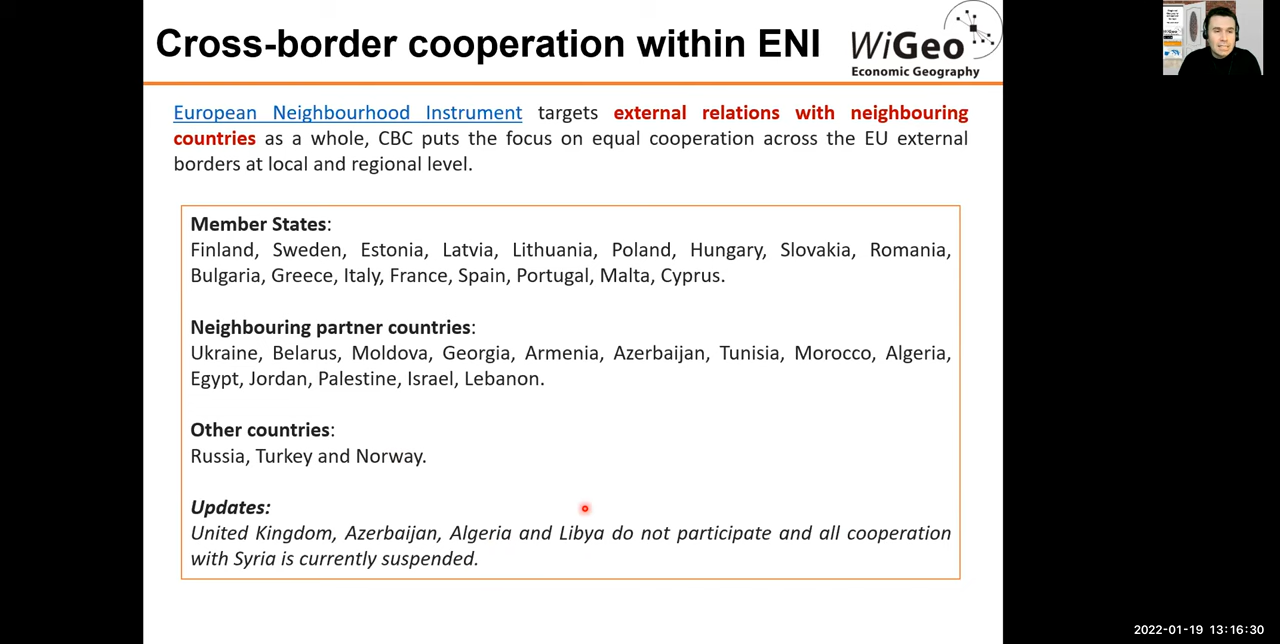 Cross-border cooperation within ENI
WiGeo
Economic Geography
European Neighbourhood Instrument targets external relations with neighbouring
countries as a whole, CBC puts the focus on equal cooperation across the EU external
borders at local and regional level.
Member States:
Finland, Sweden, Estonia, Latvia, Lithuania, Poland, Hungary, Slovakia, Romania,
Bulgaria, Greece, Italy, France, Spain, Portugal, Malta, Cyprus.
Neighbouring partner countries:
Ukraine, Belarus, Moldova, Georgia, Armenia, Azerbaijan, Tunisia, Morocco, Algeria,
Egypt, Jordan, Palestine, Israel, Lebanon.
Other countries:
Russia, Turkey and Norway.
Updates:
United Kingdom, Azerbaijan, Algeria and Libya do not participate and all cooperation
with Syria is currently suspended.
2022-01-19 13:16:30